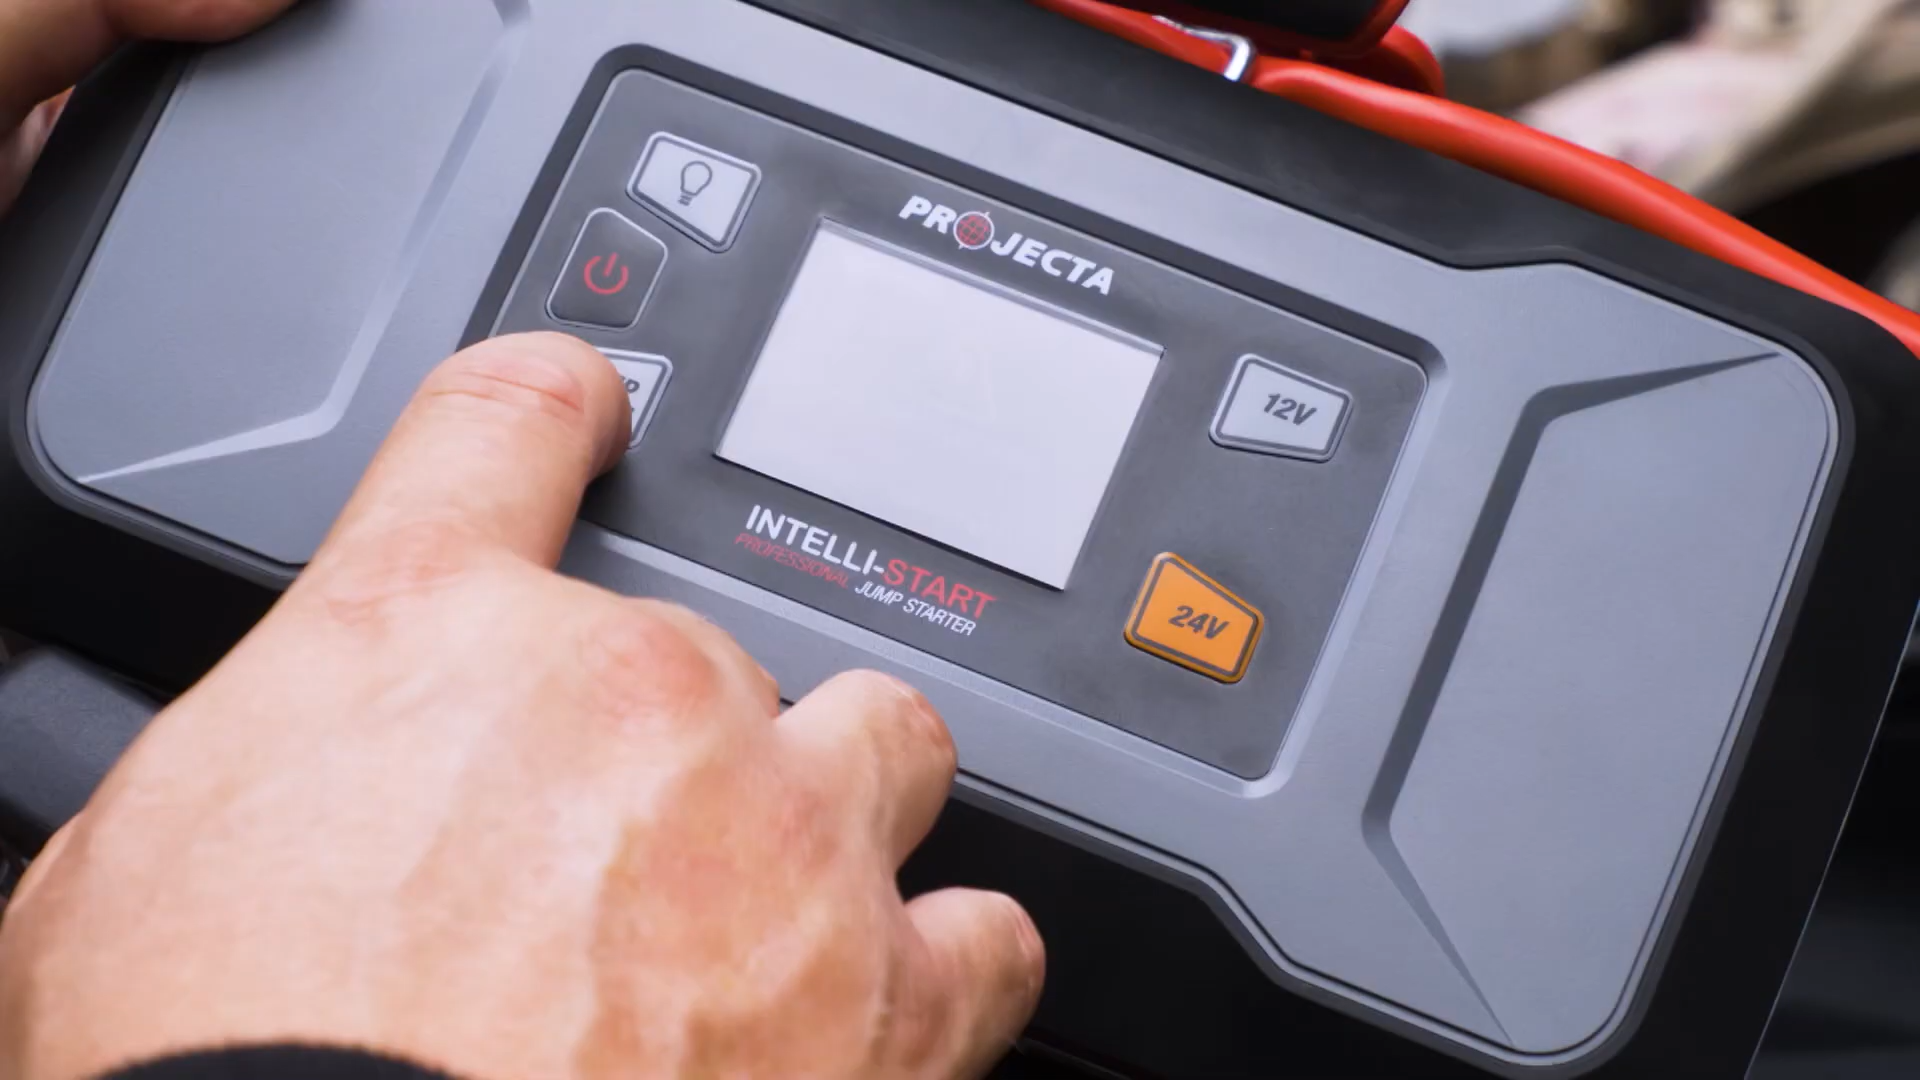 PROJECTA
12V
INTELLI-START
PROFESSIONAL JUMP STARTER
24V